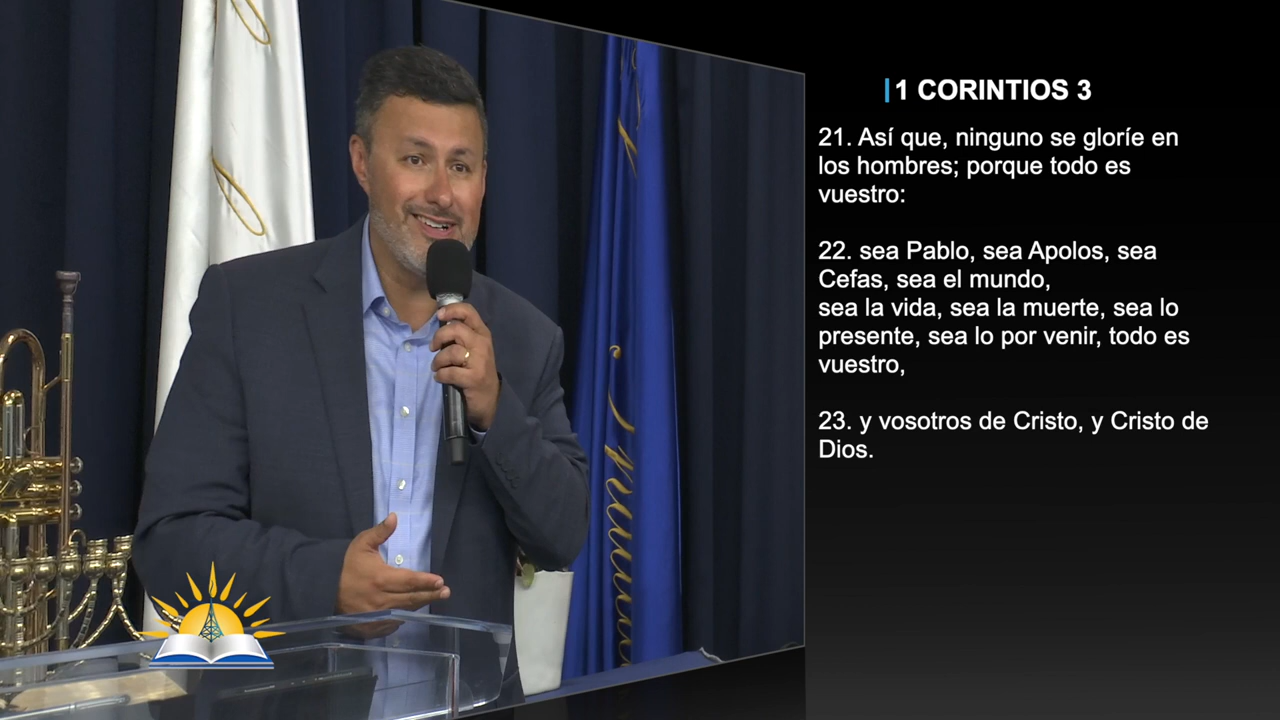 1 CORINTIOS 3
21. Así que, ninguno se gloríe en
los hombres; porque todo es
vuestro:
22. sea Pablo, sea Apolos, sea
Cefas, sea el mundo,
sea la vida, sea la muerte, sea lo
presente, sea lo por venir, todo es
vuestro,
23. y vosotros de Cristo, y Cristo de
Dios.